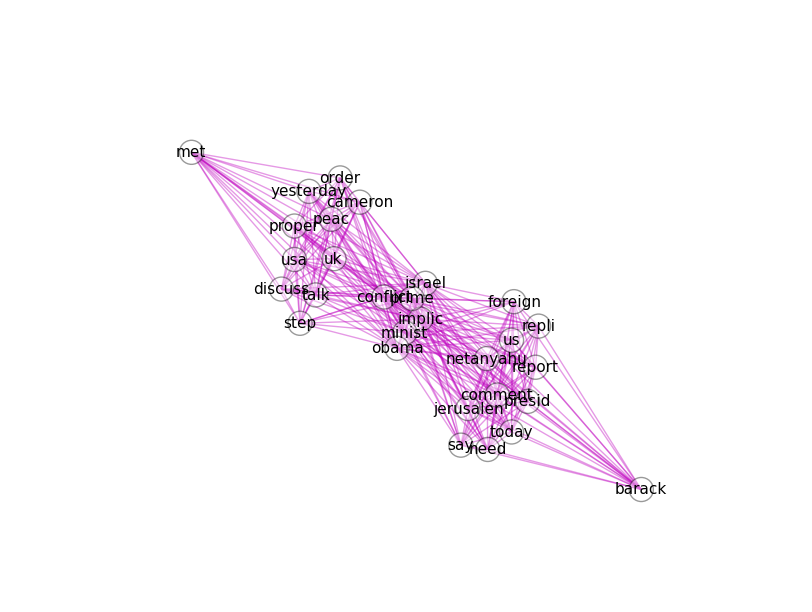 met
order
yesterday
cameron
peac
proper
uk
usa
israel
discuss
talk
conflict
prime
foreign
implic
step
repli
minist
us
obama
netanyahu
report
comment
presid
jerusalen
today
say
need
barack